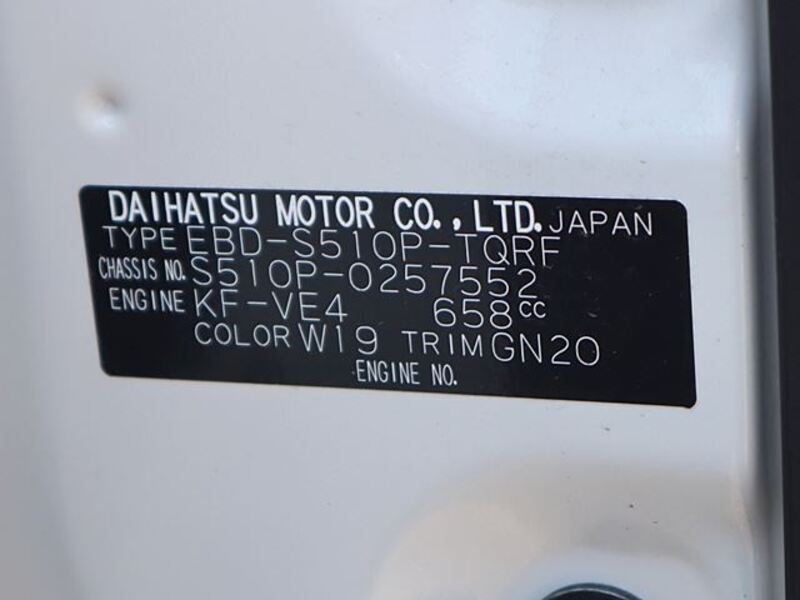 DAIHATSU MOTOR CO.,LTD. JAPAN
TYPE EBD-S510P-TQRF
CHASSIS NO. S510P-0257552
ENGINE KF-VE4 658cc
COLOR W19 TRIM GN20
ENGINE NO.